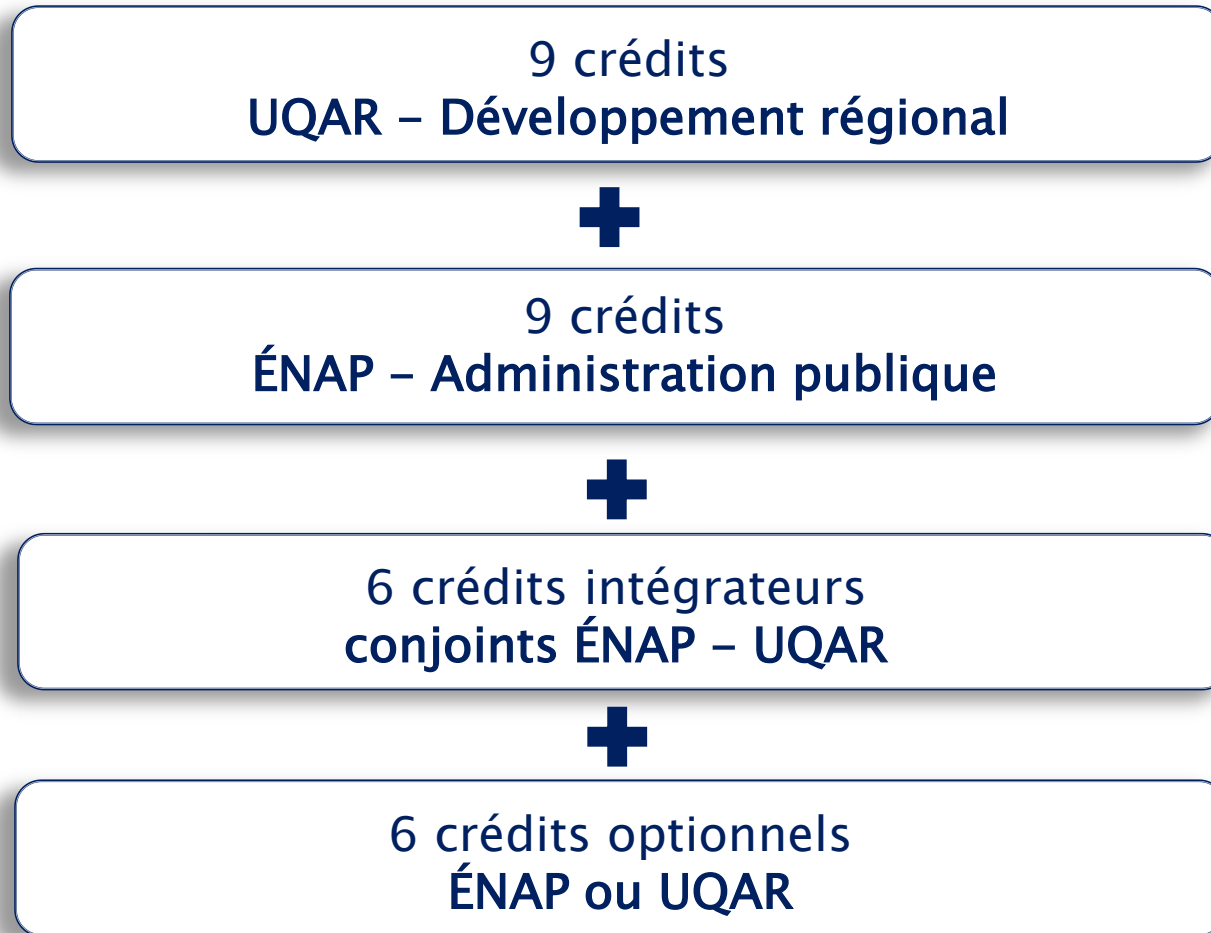 9 crédits
UQAR – Développement régional
9 crédits
ÉNAP – Administration publique
6 crédits intégrateurs
conjoints ÉNAP – UQAR
6 crédits optionnels
ÉNAP ou UQAR